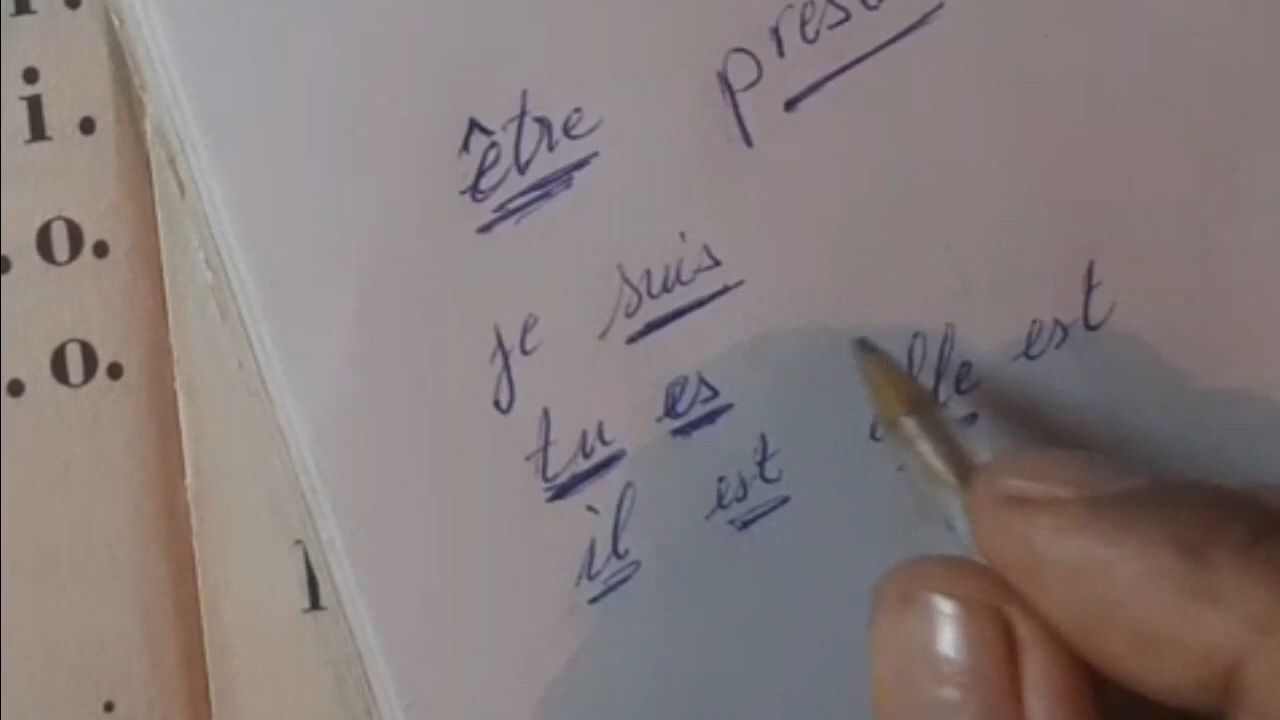 être
je suis
tu es
il est elle est
i.
. o.
. o.